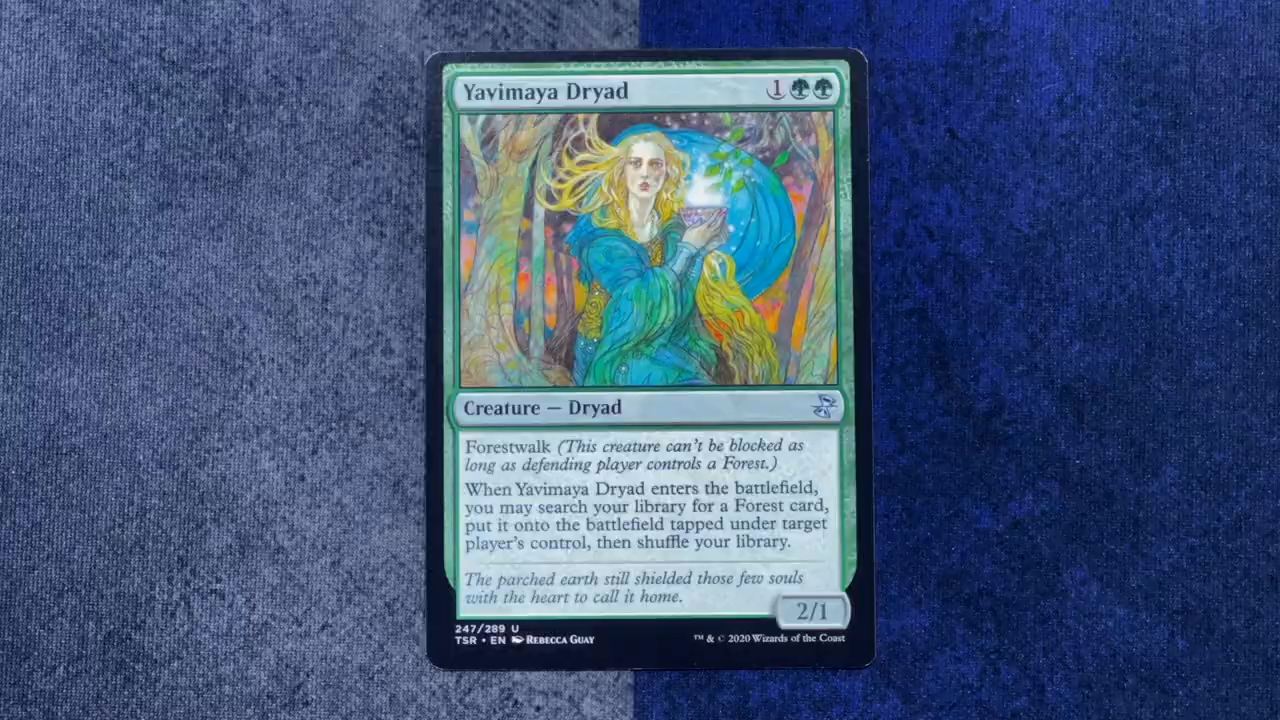 Yavimaya Dryad 1
Creature — Dryad
Forestwalk (This creature can't be blocked as
long as defending player controls a Forest.)
When Yavimaya Dryad enters the battlefield,
you may search your library for a Forest card,
put it onto the battlefield tapped under target
player's control, then shuffle your library.
The parched earth still shielded those few souls
with the heart to call it home.
2/1
247/289 U
TSR • EN Rebecca Guay
™ & © 2020 Wizards of the Coast